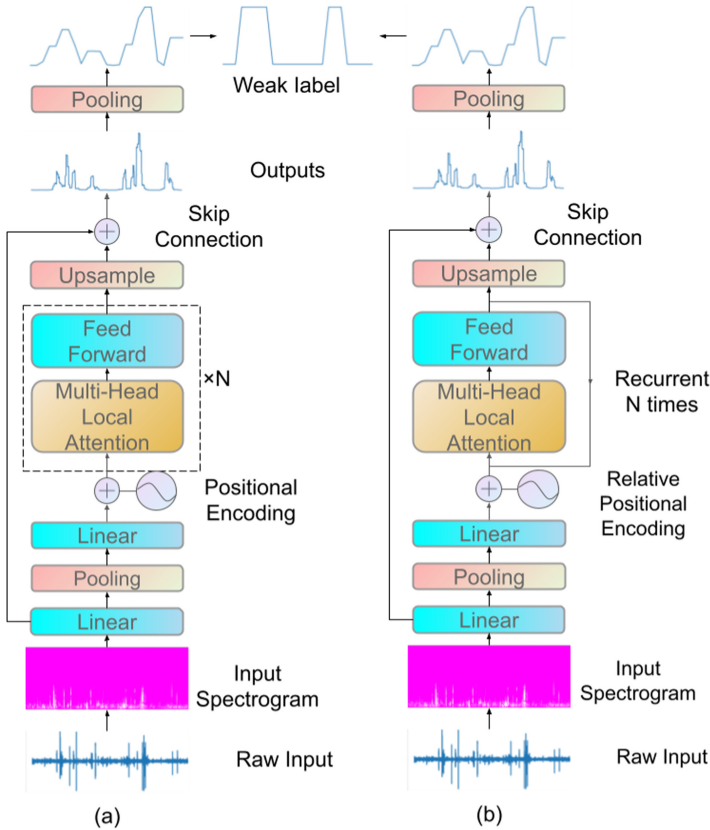 Weak label
Pooling
Pooling
Outputs
Skip
Connection
Skip
Connection
Upsample
Upsample
Feed
Forward
Feed
Forward
×N
Multi-Head
Local
Attention
Multi-Head
Local
Attention
Recurrent
N times
Positional
Encoding
Relative
Positional
Encoding
Linear
Linear
Pooling
Pooling
Linear
Linear
Input
Spectrogram
Input
Spectrogram
Raw Input
Raw Input
(a)
(b)